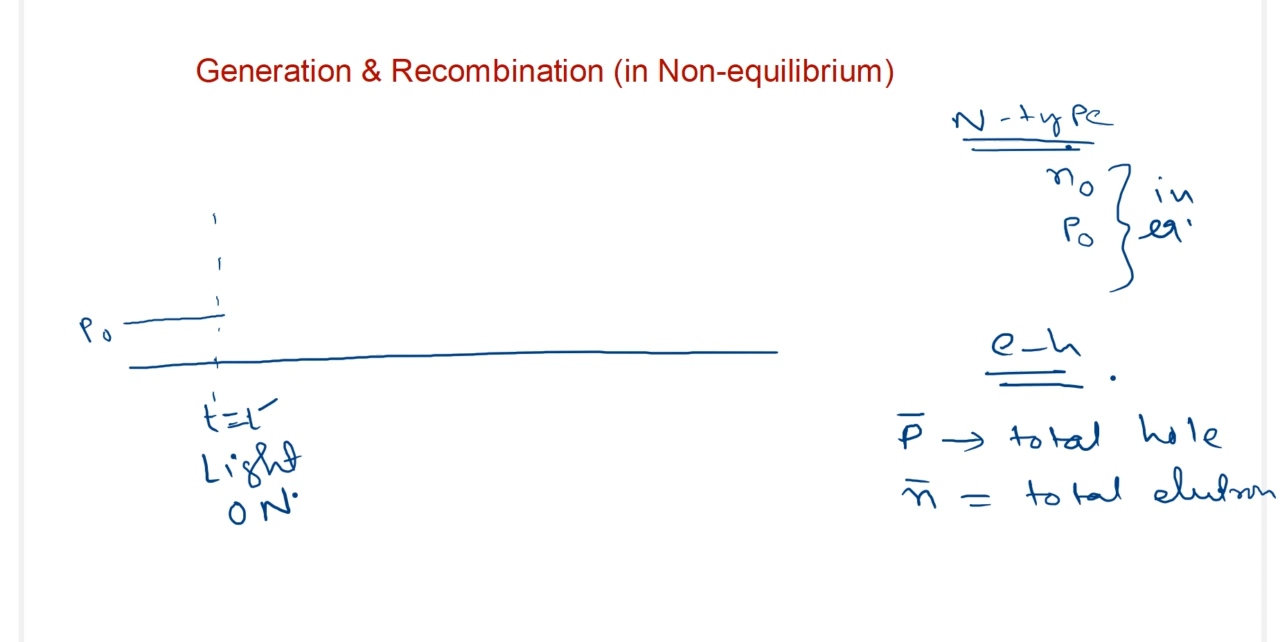 Generation & Recombination (in Non-equilibrium)
N-type
n₀ } in
P₀ } eq.
P₀
e-h
t=t⁻
Light
ON.
P̅ → total hole
n̅ = total electron